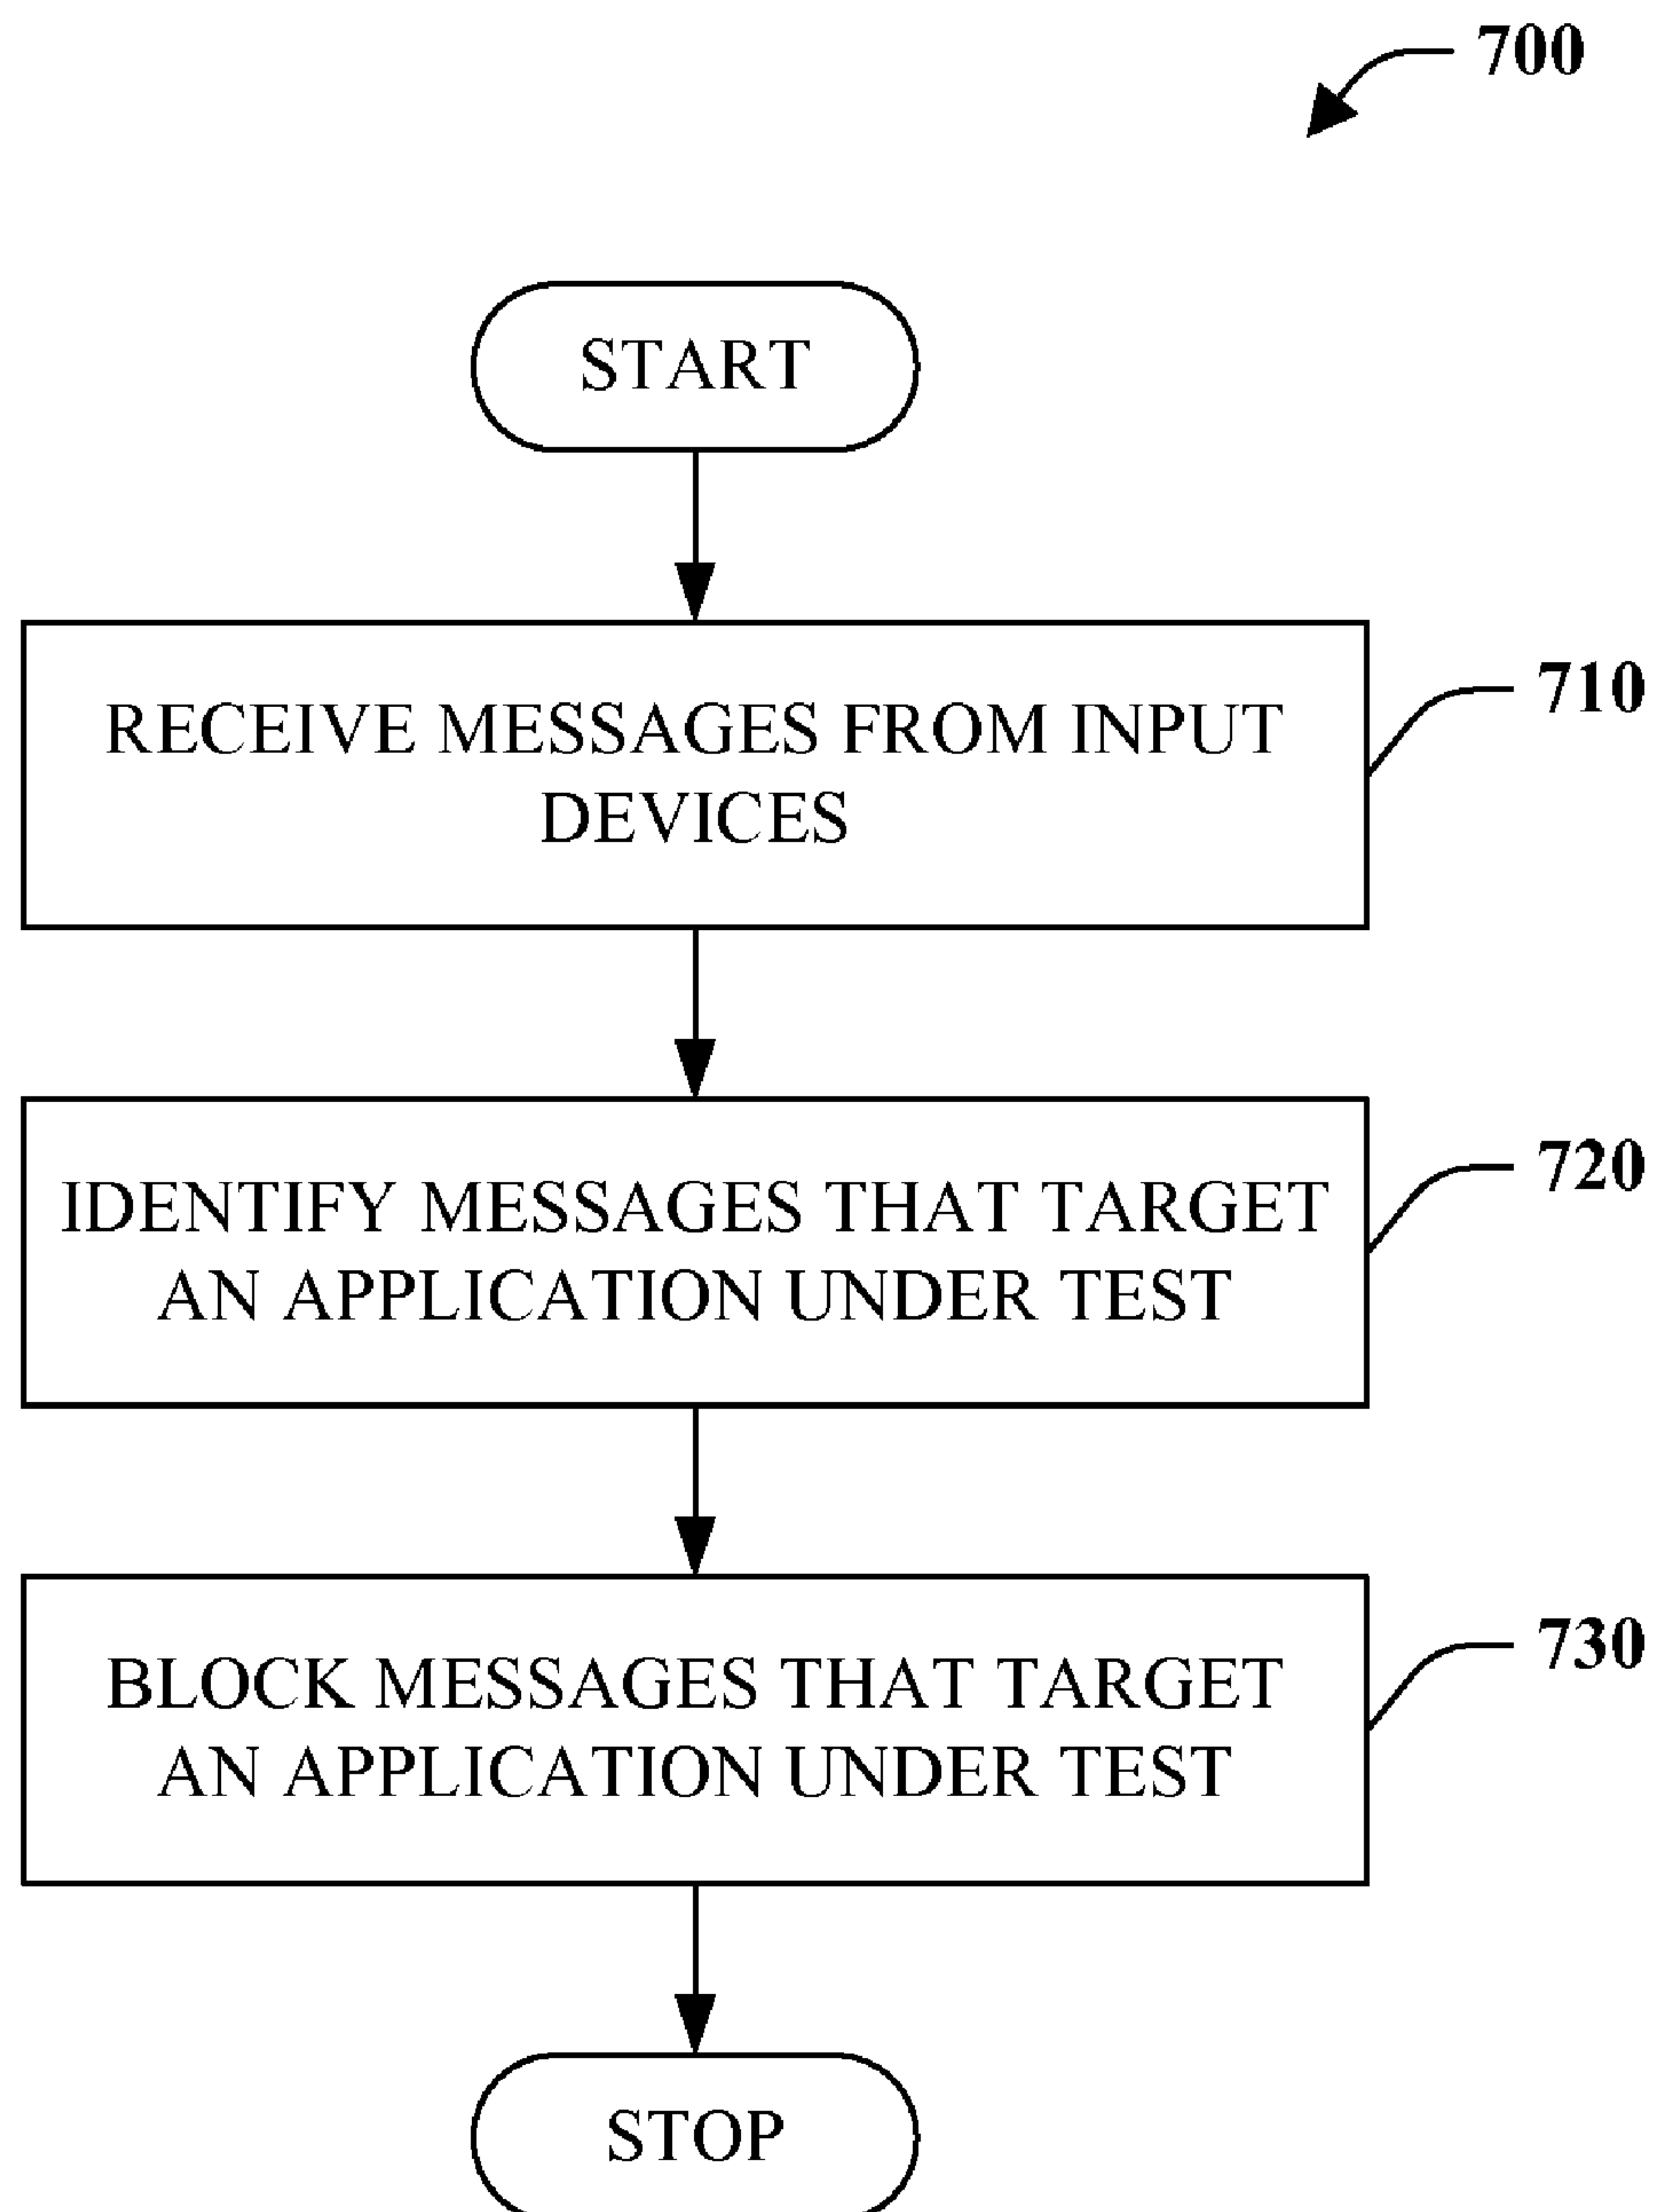 700
START
RECEIVE MESSAGES FROM INPUT
DEVICES
710
IDENTIFY MESSAGES THAT TARGET
AN APPLICATION UNDER TEST
720
BLOCK MESSAGES THAT TARGET
AN APPLICATION UNDER TEST
730
STOP